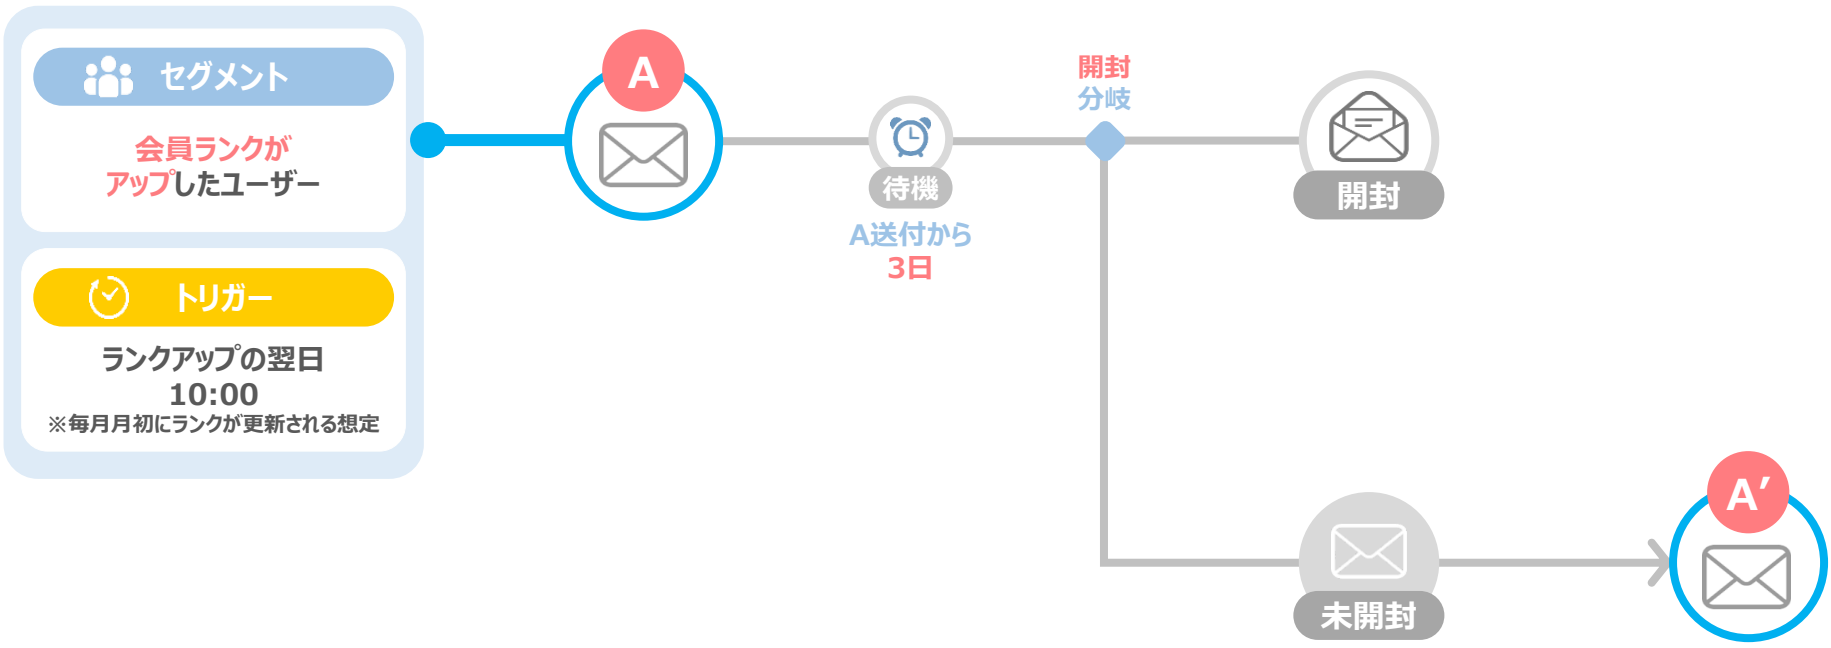 セグメント
会員ランクが
アップしたユーザー
トリガー
ランクアップの翌日
10:00
※毎月月初にランクが更新される想定
A
待機
A送付から
3日
開封
分岐
開封
未開封
A′